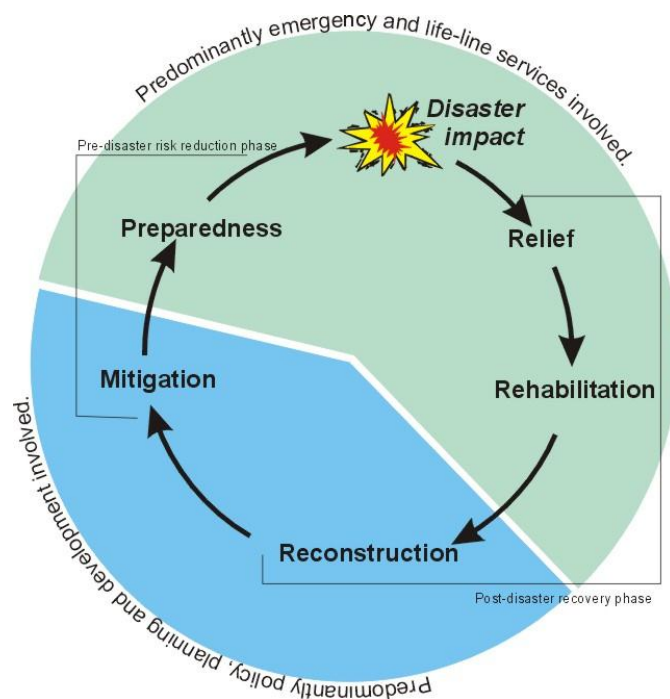 Predominantly emergency and life-line services involved.
Disaster
impact
Pre-disaster risk reduction phase
Preparedness
Relief
Mitigation
Rehabilitation
Reconstruction
Post-disaster recovery phase
Predominantly policy, planning and development involved.